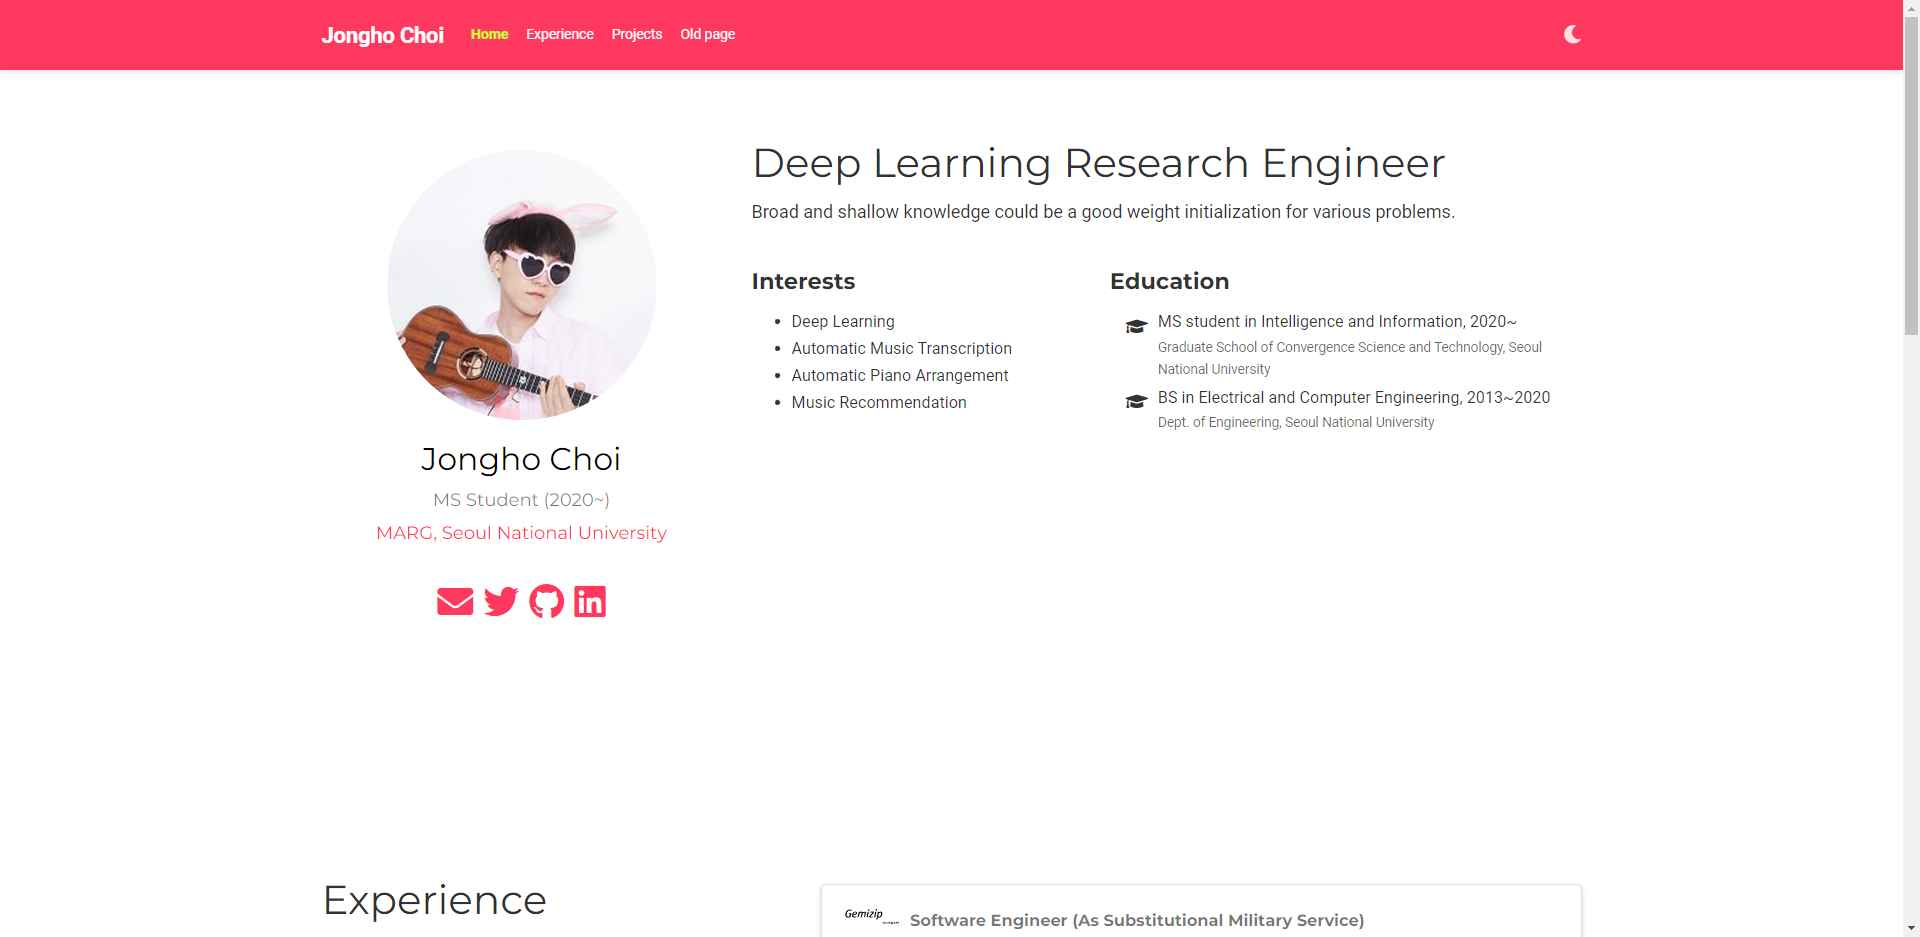 Jongho Choi
Home
Experience
Projects
Old page
Deep Learning Research Engineer
Broad and shallow knowledge could be a good weight initialization for various problems.
Interests
Deep Learning
Automatic Music Transcription
Automatic Piano Arrangement
Music Recommendation
Education
MS student in Intelligence and Information, 2020~
Graduate School of Convergence Science and Technology, Seoul
National University
BS in Electrical and Computer Engineering, 2013~2020
Dept. of Engineering, Seoul National University
Jongho Choi
MS Student (2020~)
MARG, Seoul National University
in
Experience
Gemizip
Software Engineer (As Substitutional Military Service)